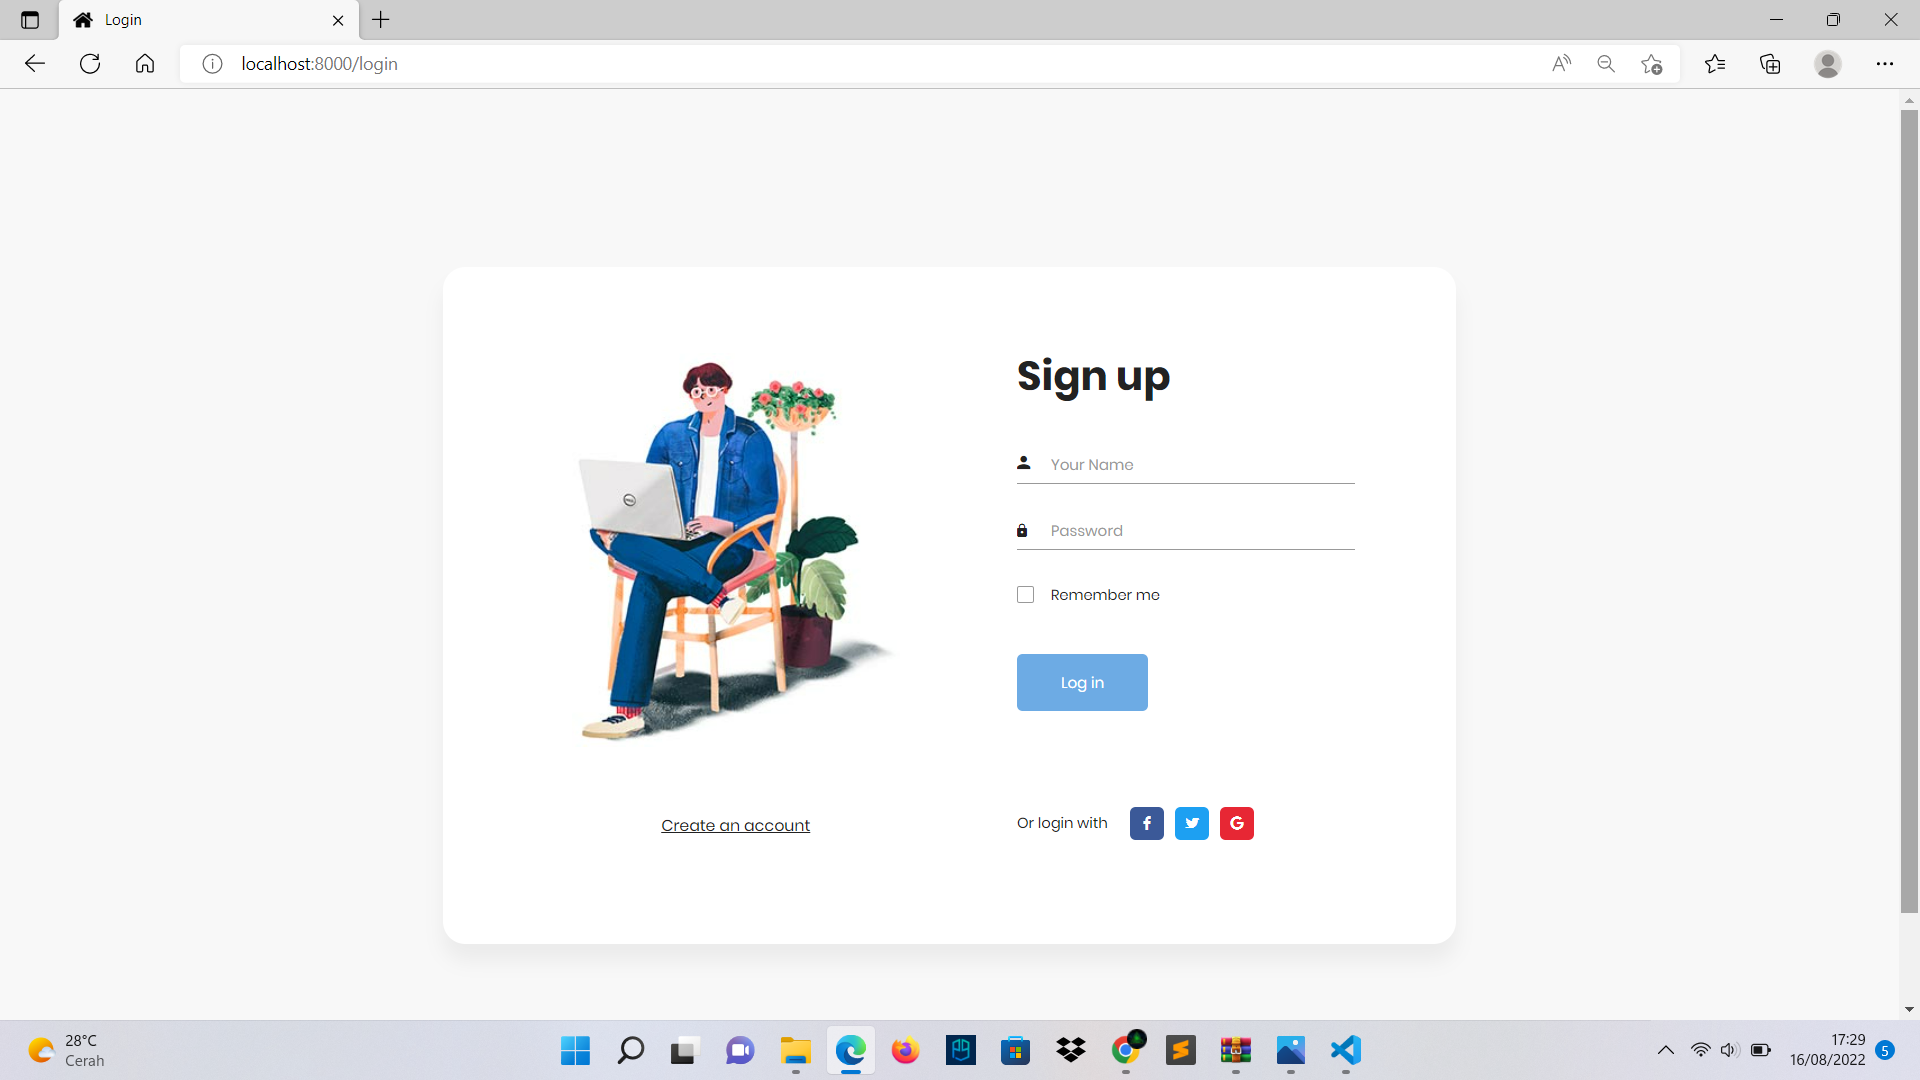 Login
localhost:8000/login
Sign up
Your Name
Password
Remember me
Log in
Create an account
Or login with
28°C
Cerah
17:29
16/08/2022
5